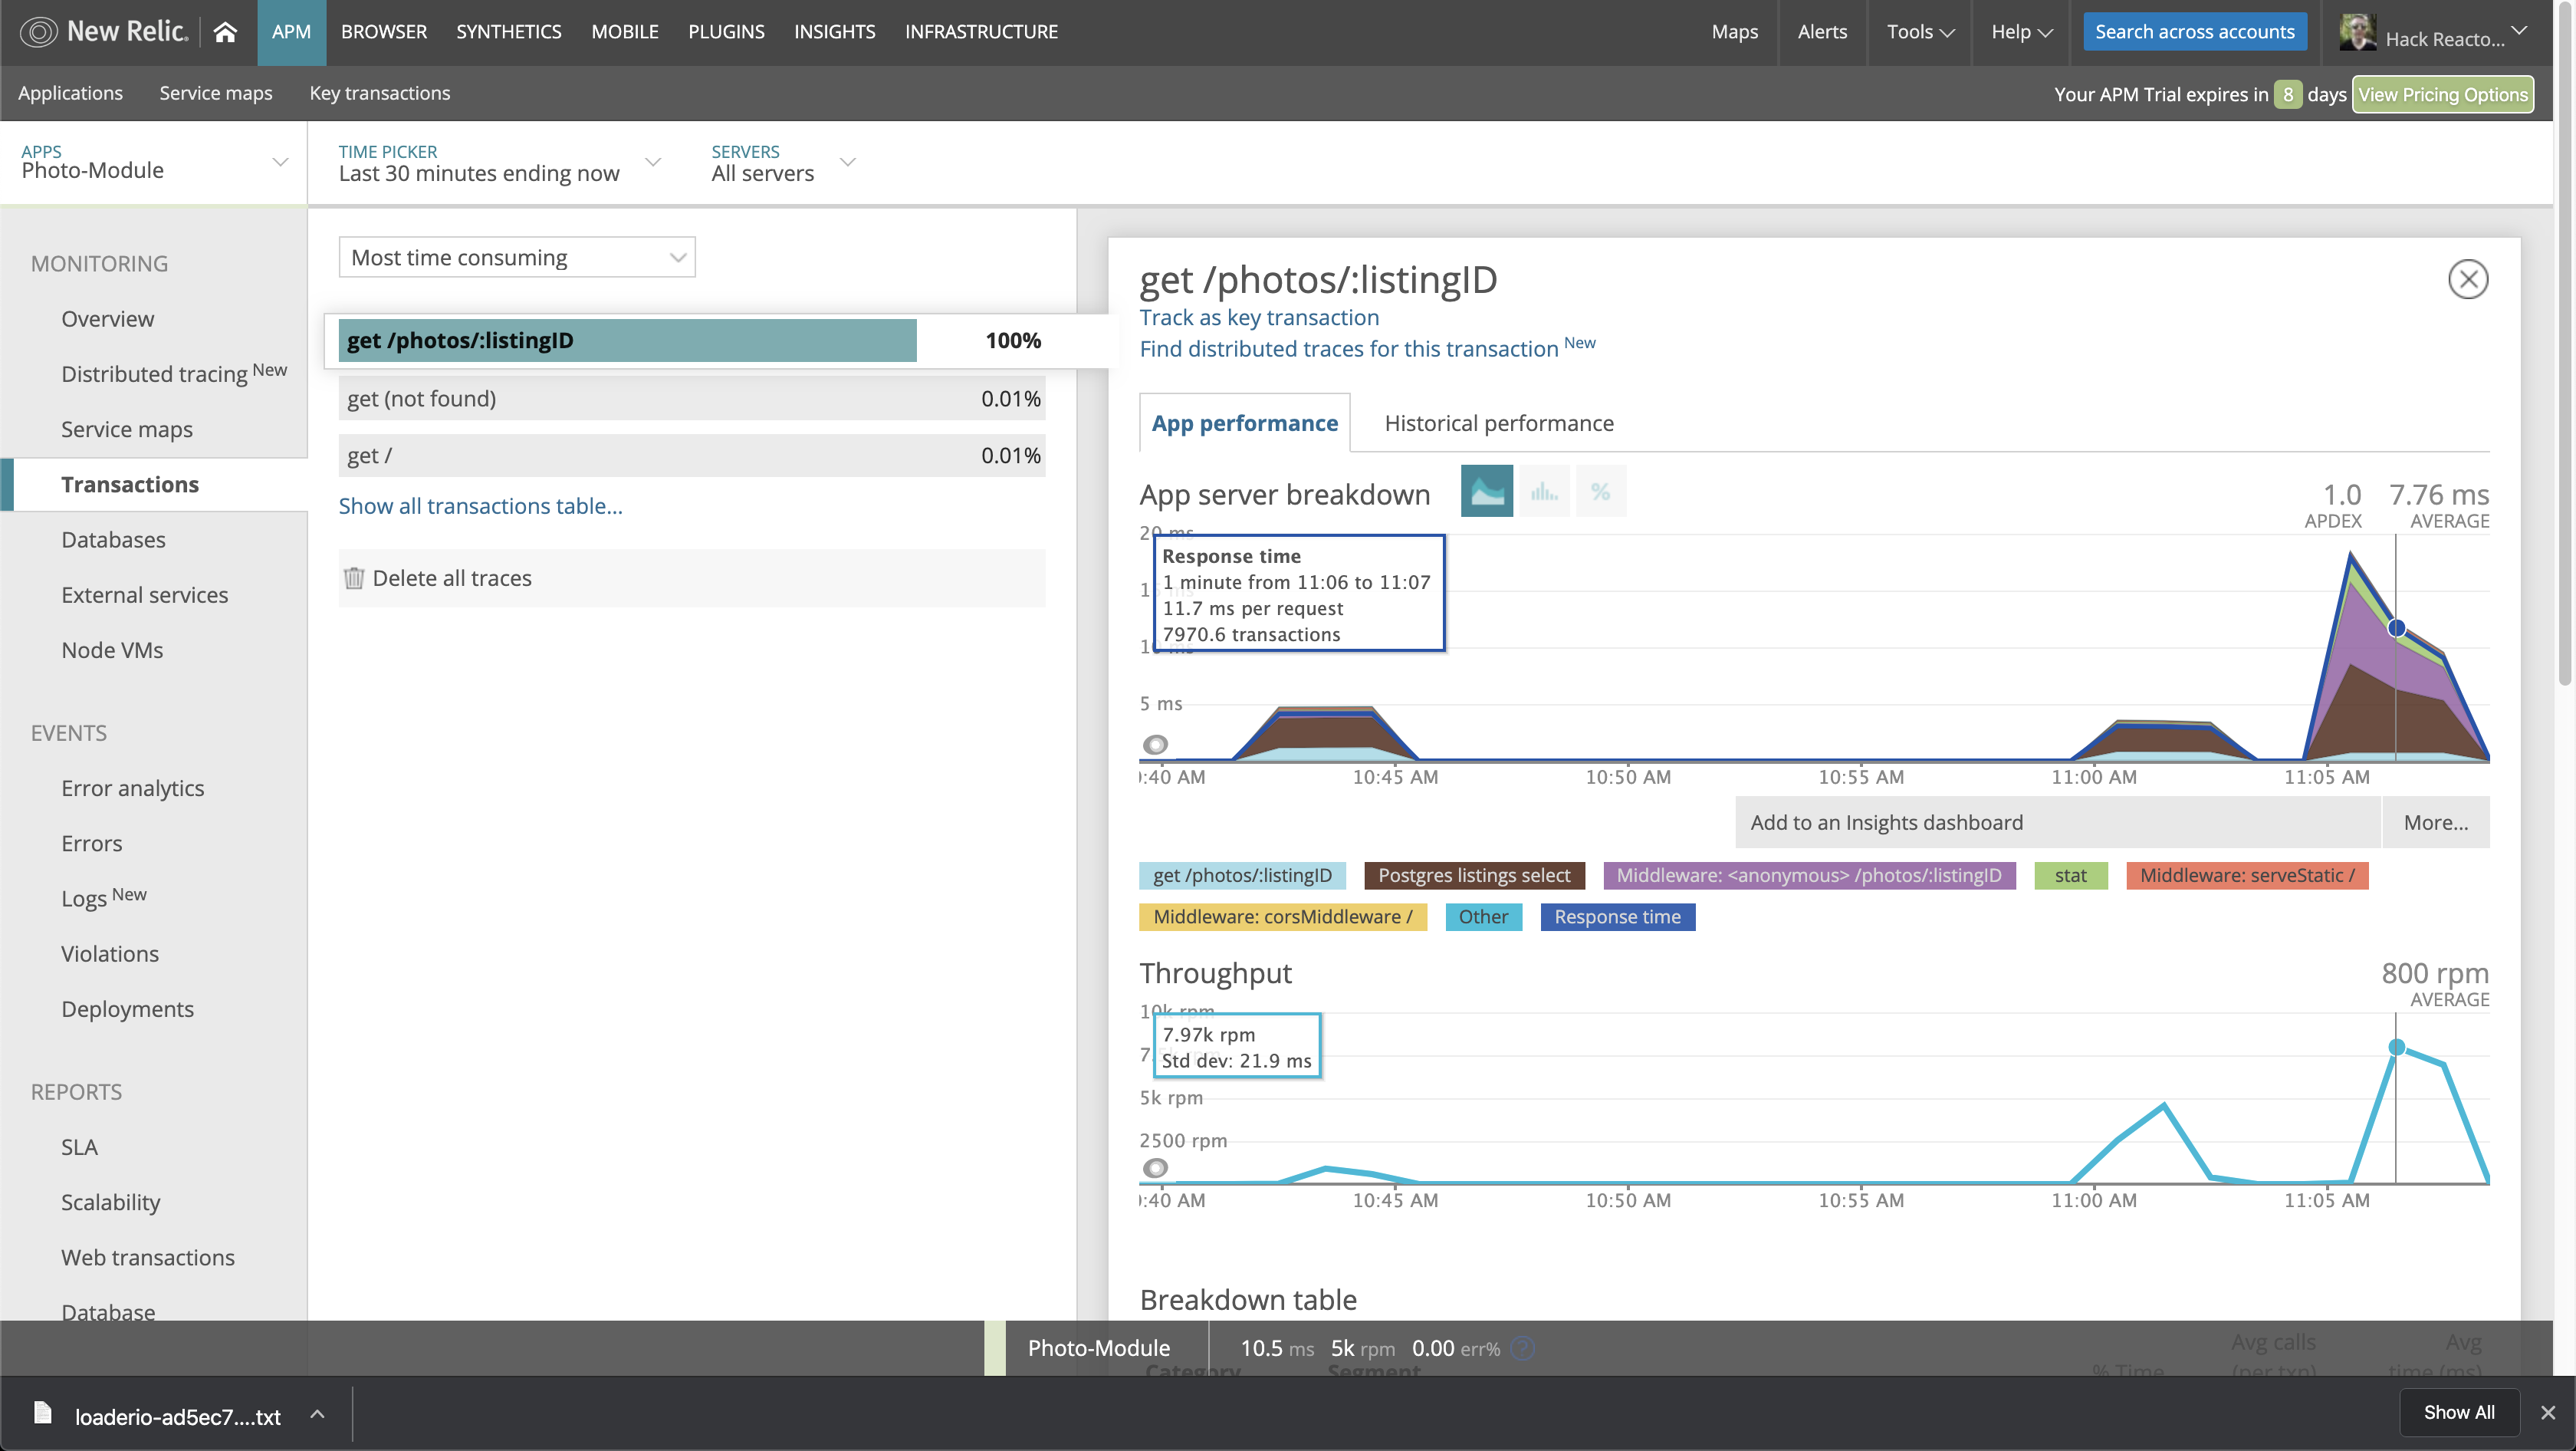 New Relic.
APM BROWSER SYNTHETICS MOBILE PLUGINS INSIGHTS INFRASTRUCTURE
Maps Alerts Tools Help Search across accounts Hack Reacto...
Applications Service maps Key transactions
Your APM Trial expires in 8 days View Pricing Options
APPS
Photo-Module
TIME PICKER
Last 30 minutes ending now
SERVERS
All servers
MONITORING
Overview
Distributed tracing New
Service maps
Transactions
Databases
External services
Node VMs
EVENTS
Error analytics
Errors
Logs New
Violations
Deployments
REPORTS
SLA
Scalability
Web transactions
Database
Most time consuming
get /photos/:listingID 100%
get (not found) 0.01%
get / 0.01%
Show all transactions table...
Delete all traces
get /photos/:listingID
Track as key transaction
Find distributed traces for this transaction New
App performance Historical performance
App server breakdown %
1.0 7.76 ms
APDEX AVERAGE
20 ms
Response time
1 minute from 11:06 to 11:07
11.7 ms per request
7970.6 transactions
5 ms
:40 AM 10:45 AM 10:50 AM 10:55 AM 11:00 AM 11:05 AM
Add to an Insights dashboard More...
get /photos/:listingID Postgres listings select Middleware: <anonymous> /photos/:listingID stat Middleware: serveStatic /
Middleware: corsMiddleware / Other Response time
Throughput
800 rpm
AVERAGE
10k rpm
7.97k rpm
Std dev: 21.9 ms
5k rpm
2500 rpm
:40 AM 10:45 AM 10:50 AM 10:55 AM 11:00 AM 11:05 AM
Breakdown table
Photo-Module 10.5 ms 5k rpm 0.00 err% ?
Avg calls Avg
Category Segment % Time (per txn) time (ms)
loaderio-ad5ec7....txt
Show All